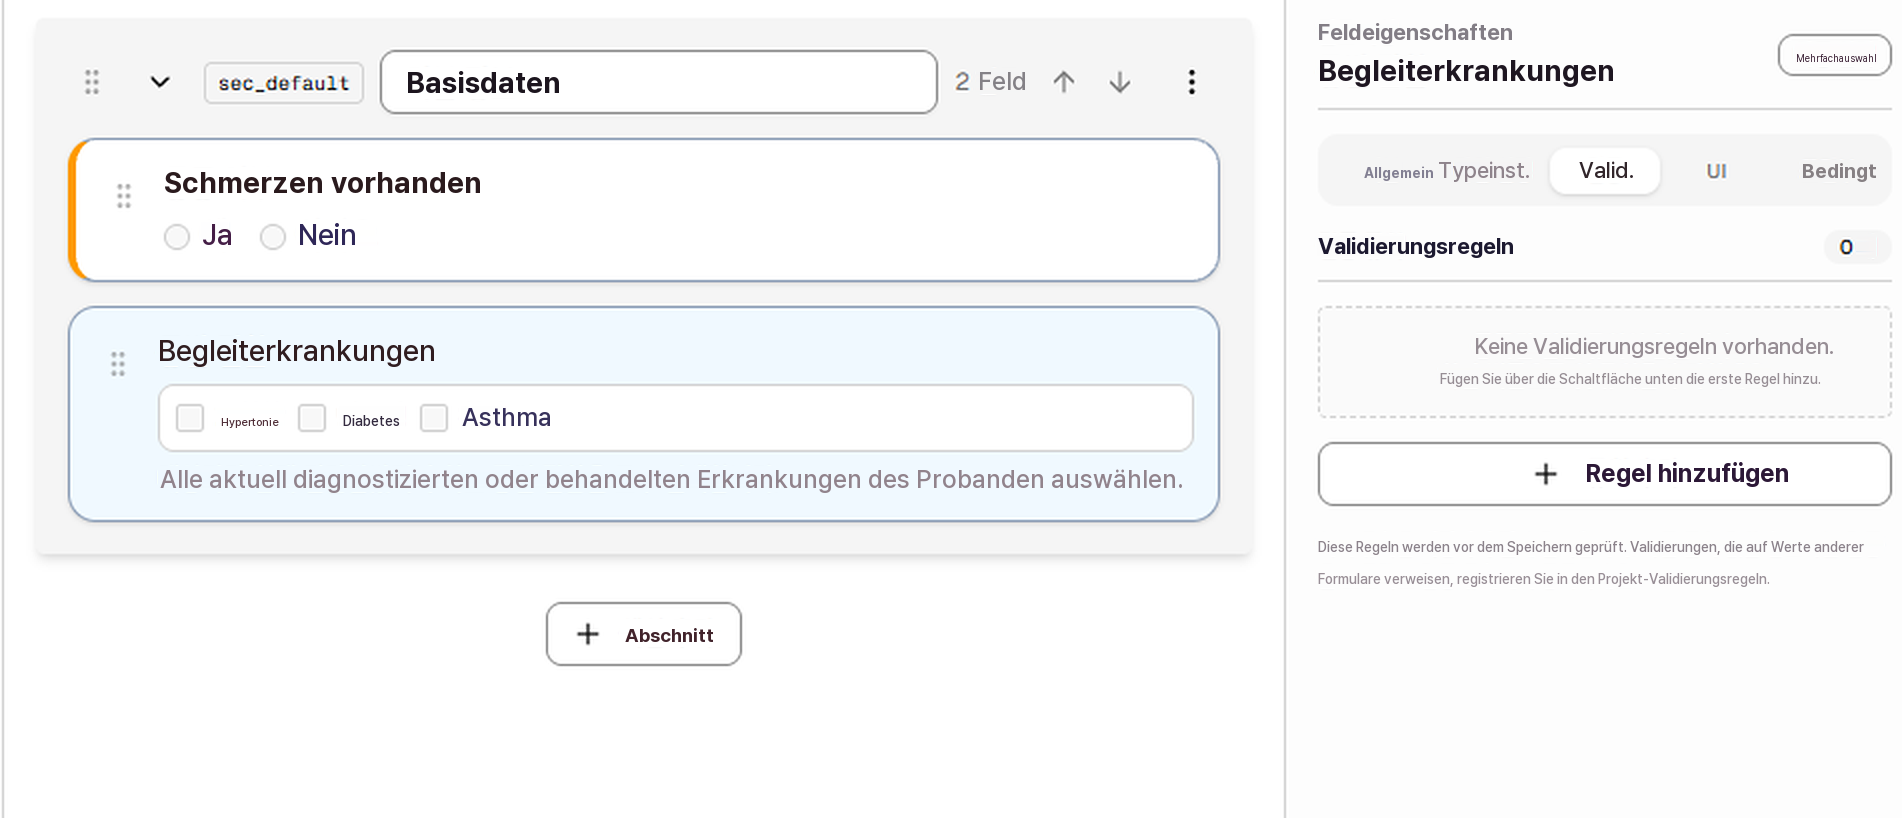 sec_default Basisdaten 2 Feld
Schmerzen vorhanden
Ja Nein
Begleiterkrankungen
Hypertonie Diabetes Asthma
Alle aktuell diagnostizierten oder behandelten Erkrankungen des Probanden auswählen.
Abschnitt
Feldeigenschaften
Begleiterkrankungen
Mehrfachauswahl
Allgemein Typeinst. Valid. UI Bedingt
Validierungsregeln 0
Keine Validierungsregeln vorhanden.
Fügen Sie über die Schaltfläche unten die erste Regel hinzu.
Regel hinzufügen
Diese Regeln werden vor dem Speichern geprüft. Validierungen, die auf Werte anderer
Formulare verweisen, registrieren Sie in den Projekt-Validierungsregeln.